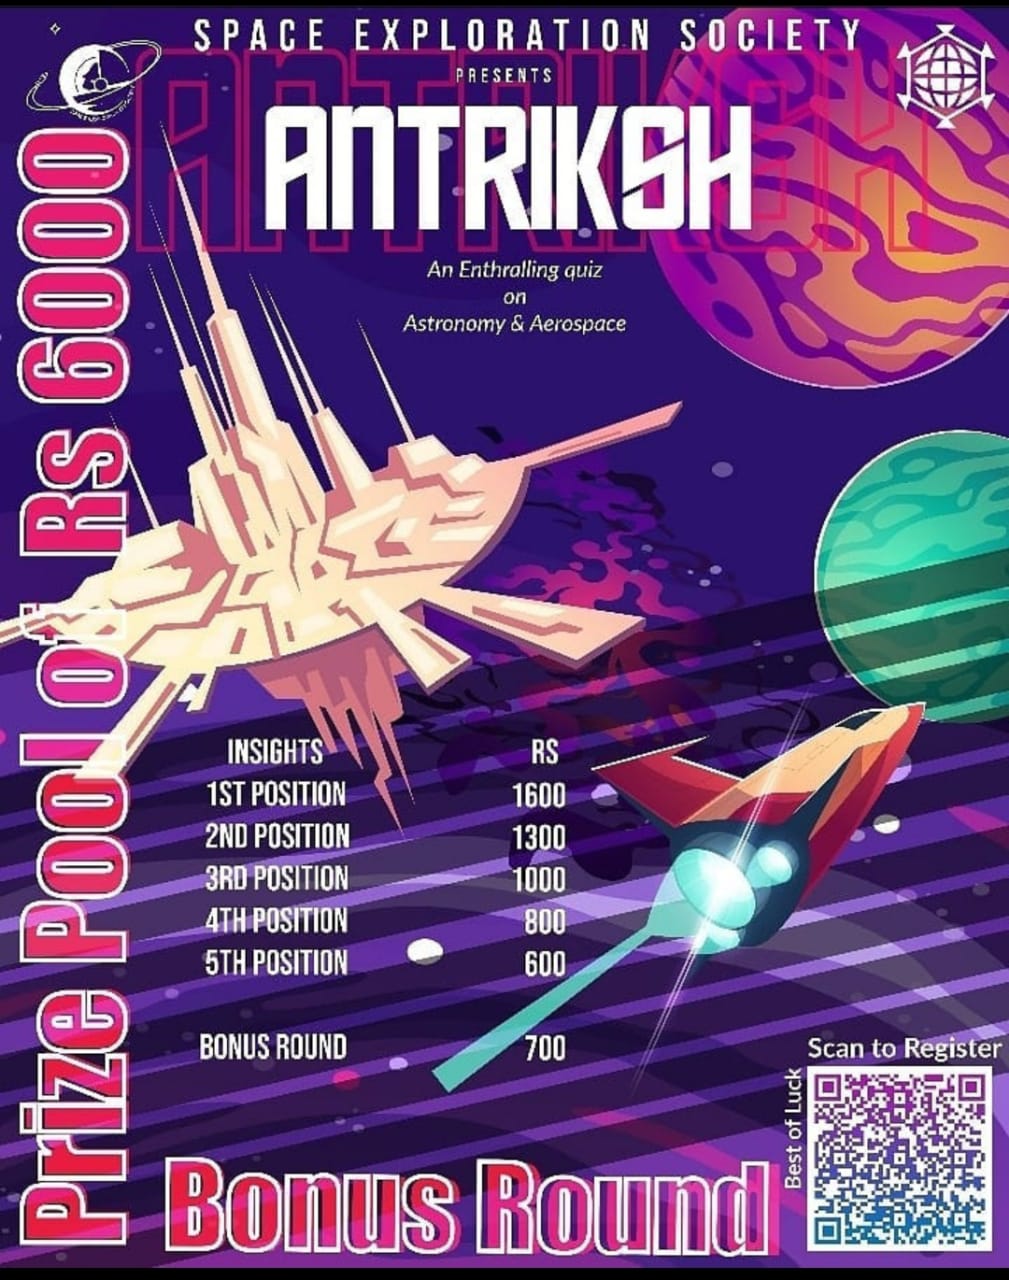 SPACE EXPLORATION SOCIETY
PRESENTS
ANTRIKSH
ANTRIKSH
An Enthralling quiz
on
Astronomy & Aerospace
Prize Pool of Rs 6000
INSIGHTS RS
1ST POSITION 1600
2ND POSITION 1300
3RD POSITION 1000
4TH POSITION 800
5TH POSITION 600
BONUS ROUND 700
Scan to Register
Best of Luck
Bonus Round